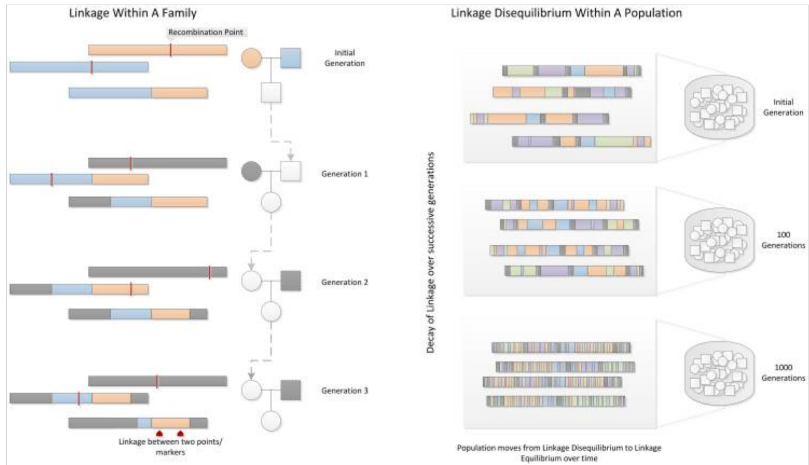 Linkage Within A Family
Recombination Point
Initial
Generation
Generation 1
Generation 2
Generation 3
Linkage between two points/
markers
Linkage Disequilibrium Within A Population
Decay of Linkage over successive generations
Initial
Generation
100
Generations
1000
Generations
Population moves from Linkage Disequilibrium to Linkage
Equilibrium over time